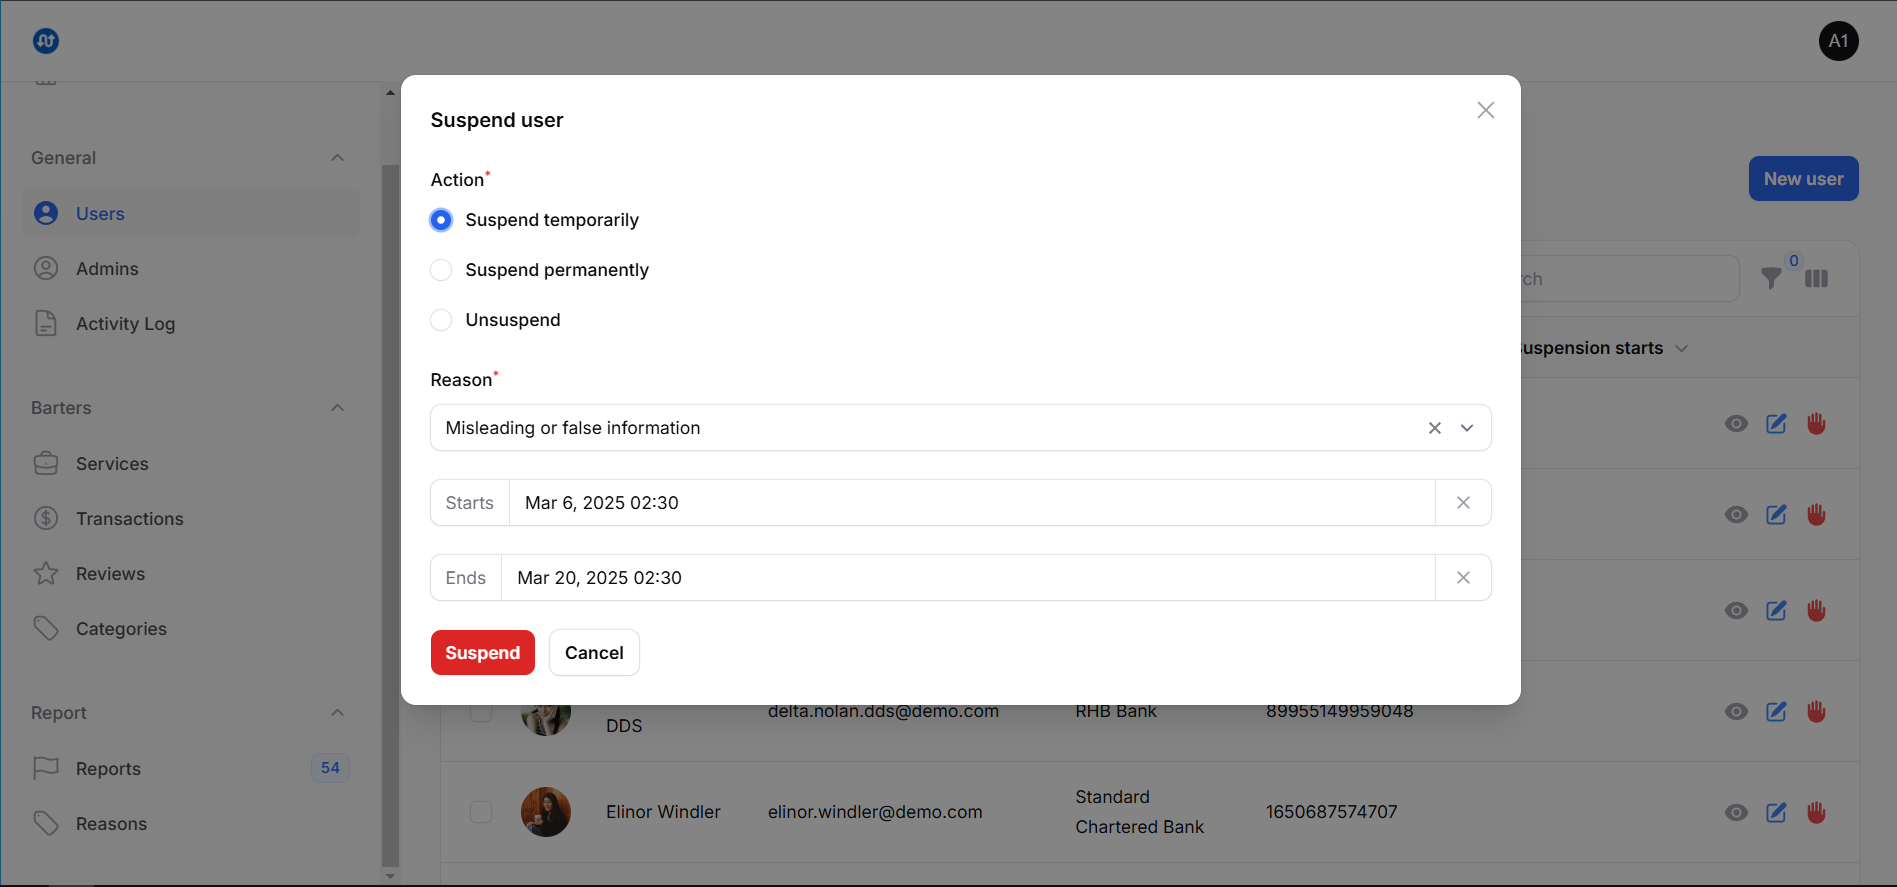 A1
General
Users
Admins
Activity Log
Barters
Services
Transactions
Reviews
Categories
Report
Reports 54
Reasons
New user
0
Suspension starts
Suspend user
Action*
Suspend temporarily
Suspend permanently
Unsuspend
Reason*
Misleading or false information
Starts Mar 6, 2025 02:30
Ends Mar 20, 2025 02:30
Suspend Cancel
DDS
delta.nolan.dds@demo.com
RHB Bank
89955149959048
Elinor Windler
elinor.windler@demo.com
Standard
Chartered Bank
1650687574707